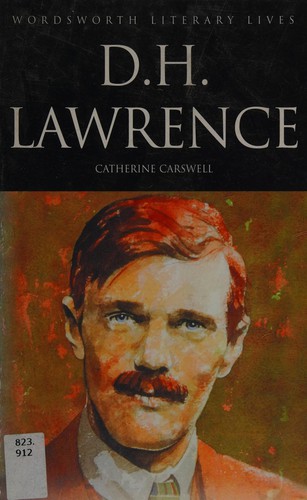 WORDSWORTH LITERARY LIVES
D.H.
LAWRENCE
CATHERINE CARSWELL
823.
912